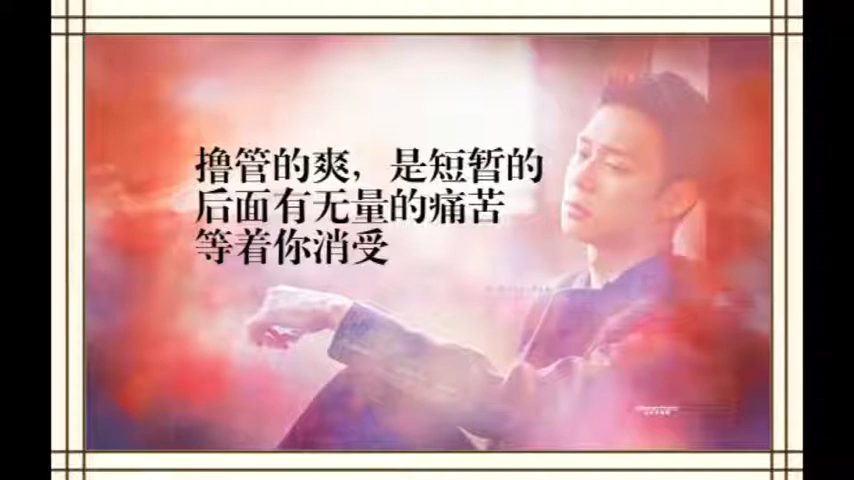 撸管的爽，是短暂的
后面有无量的痛苦
等着你消受